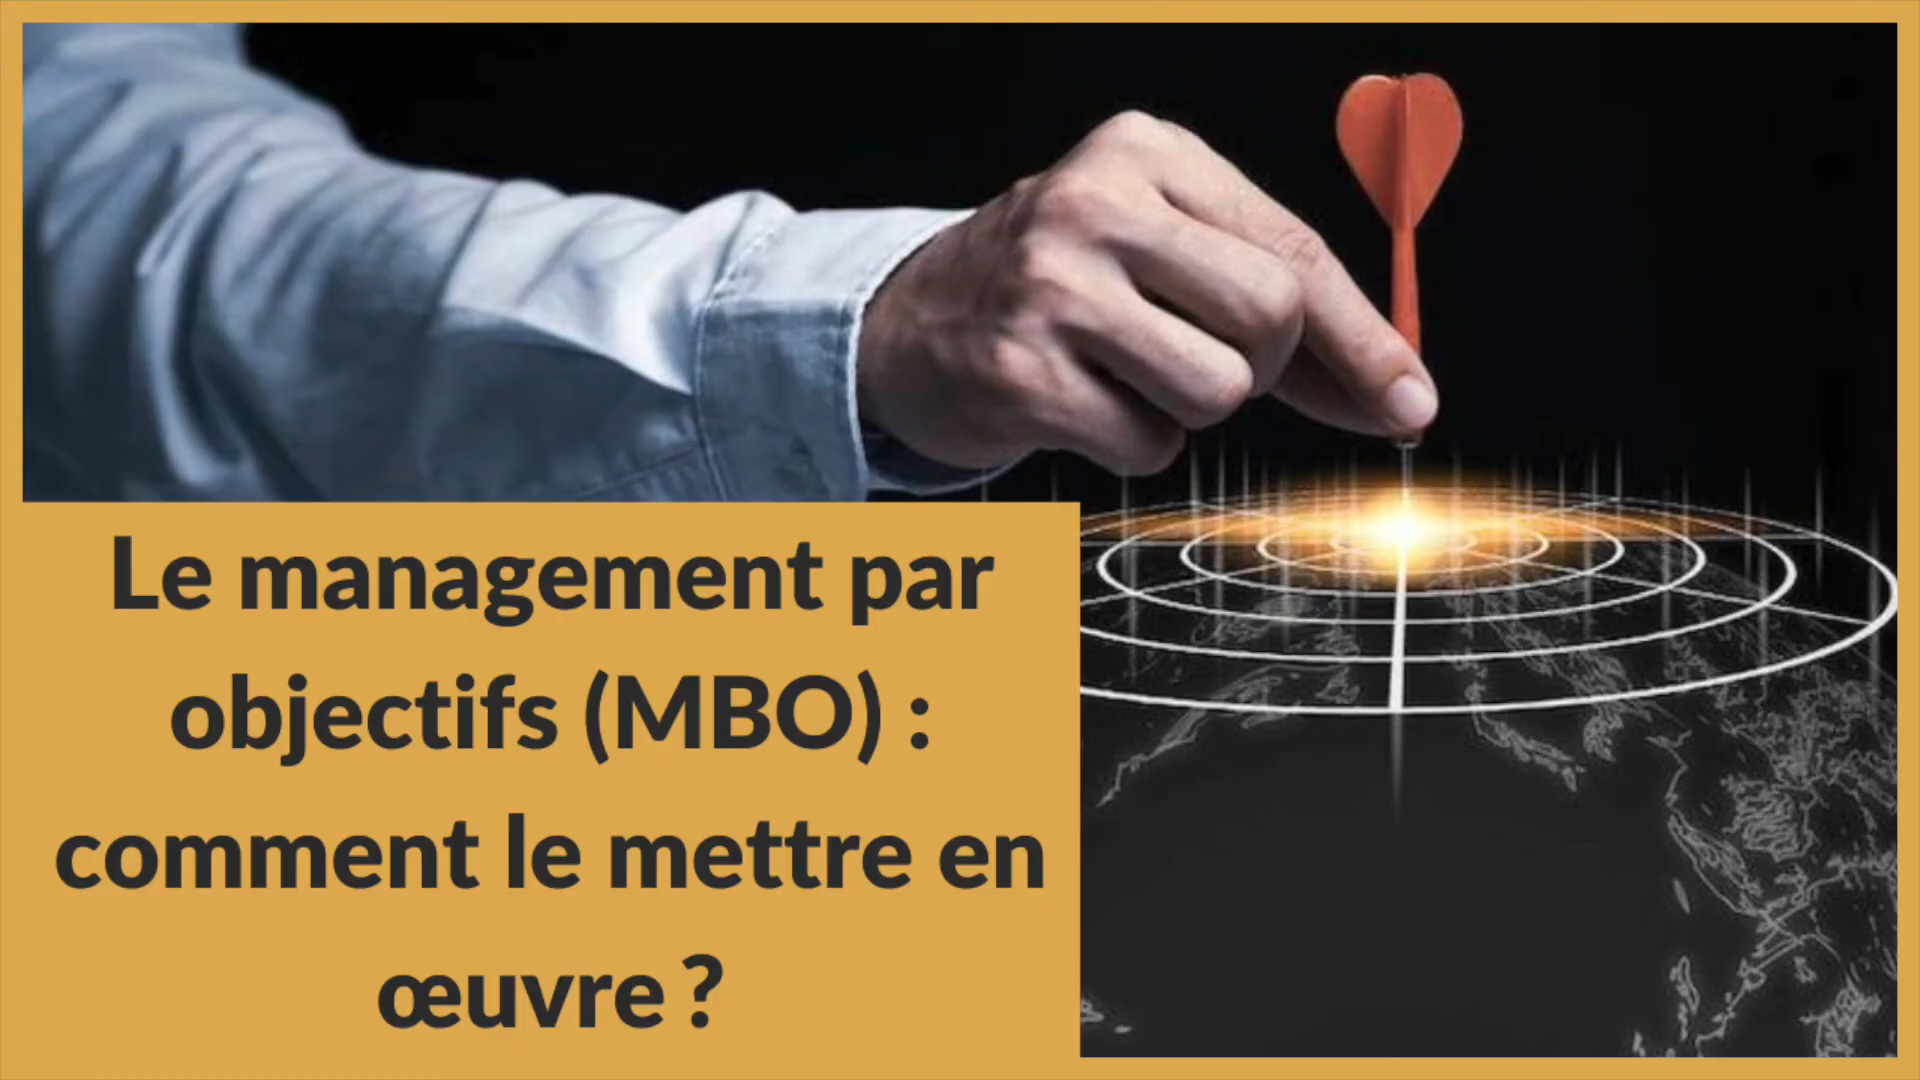 Le management par
objectifs (MBO) :
comment le mettre en
œuvre ?